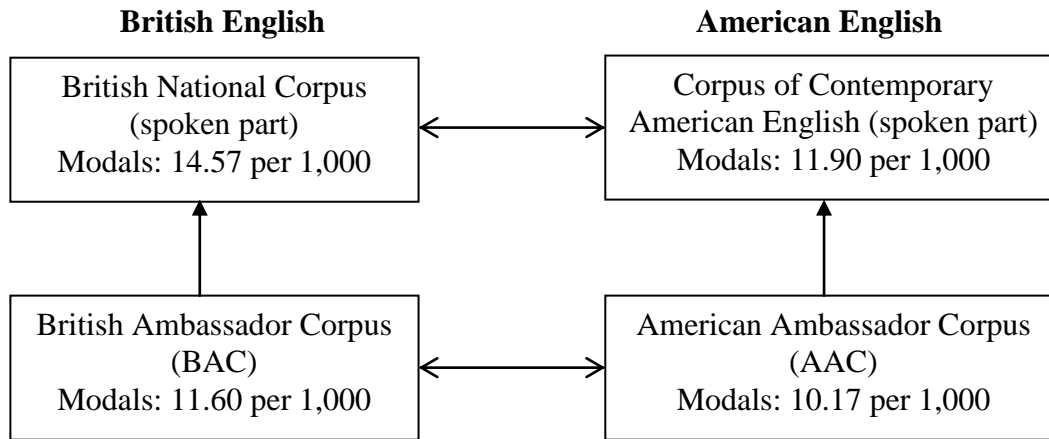 British English
American English
British National Corpus
(spoken part)
Modals: 14.57 per 1,000
Corpus of Contemporary
American English (spoken part)
Modals: 11.90 per 1,000
British Ambassador Corpus
(BAC)
Modals: 11.60 per 1,000
American Ambassador Corpus
(AAC)
Modals: 10.17 per 1,000